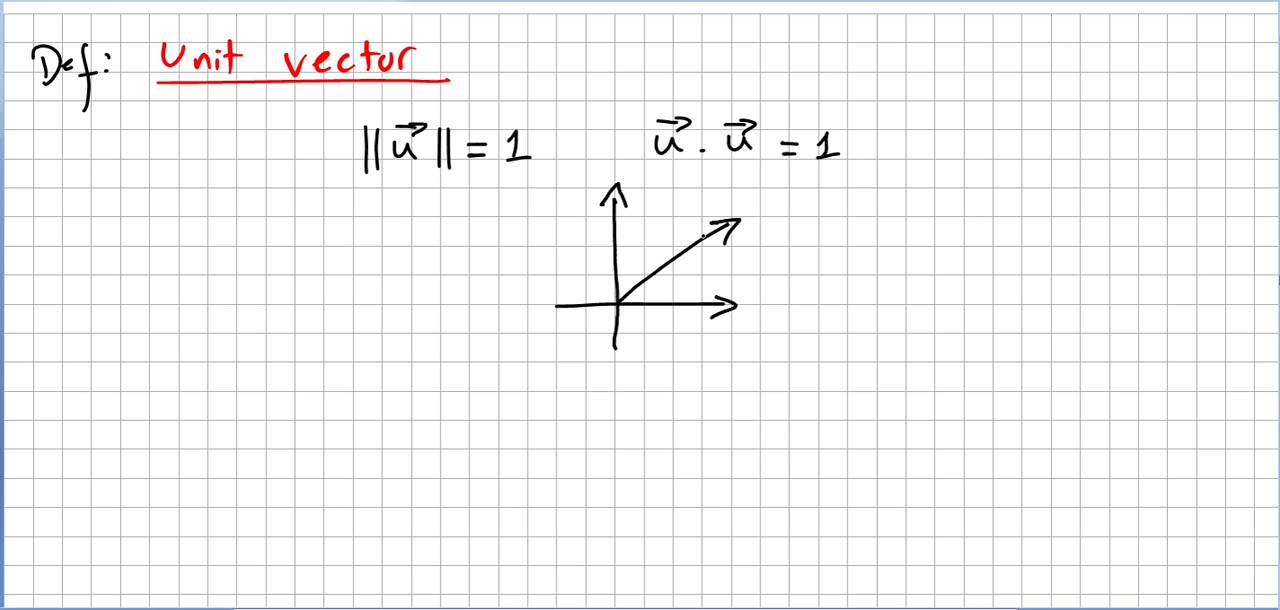 Def: Unit vector
||u⃗|| = 1 u⃗ . u⃗ = 1